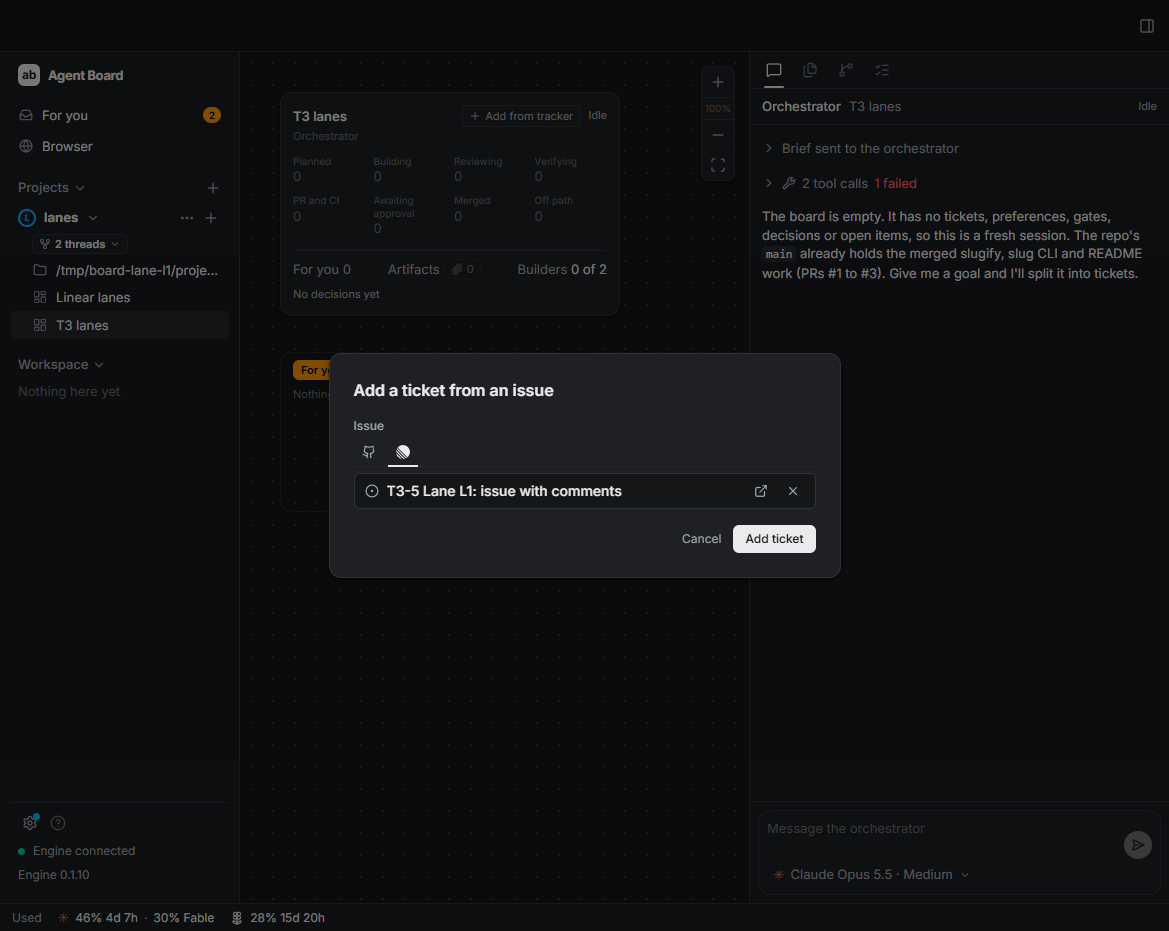 ab Agent Board
For you 2
Browser
Projects
L lanes
2 threads
/tmp/board-lane-l1/proje...
Linear lanes
T3 lanes
Workspace
Nothing here yet
Engine connected
Engine 0.1.10
T3 lanes
Add from tracker
Idle
Orchestrator
Planned Building Reviewing Verifying
0 0 0 0
PR and CI Awaiting approval Merged Off path
0 0 0 0
For you 0 Artifacts 0 Builders 0 of 2
No decisions yet
100%
For y
Nothin
Add a ticket from an issue
Issue
T3-5 Lane L1: issue with comments
Cancel Add ticket
Orchestrator T3 lanes Idle
Brief sent to the orchestrator
2 tool calls 1 failed
The board is empty. It has no tickets, preferences, gates,
decisions or open items, so this is a fresh session. The repo's
main already holds the merged slugify, slug CLI and README
work (PRs #1 to #3). Give me a goal and I'll split it into tickets.
Message the orchestrator
Claude Opus 5.5 · Medium
Used 46% 4d 7h · 30% Fable 28% 15d 20h